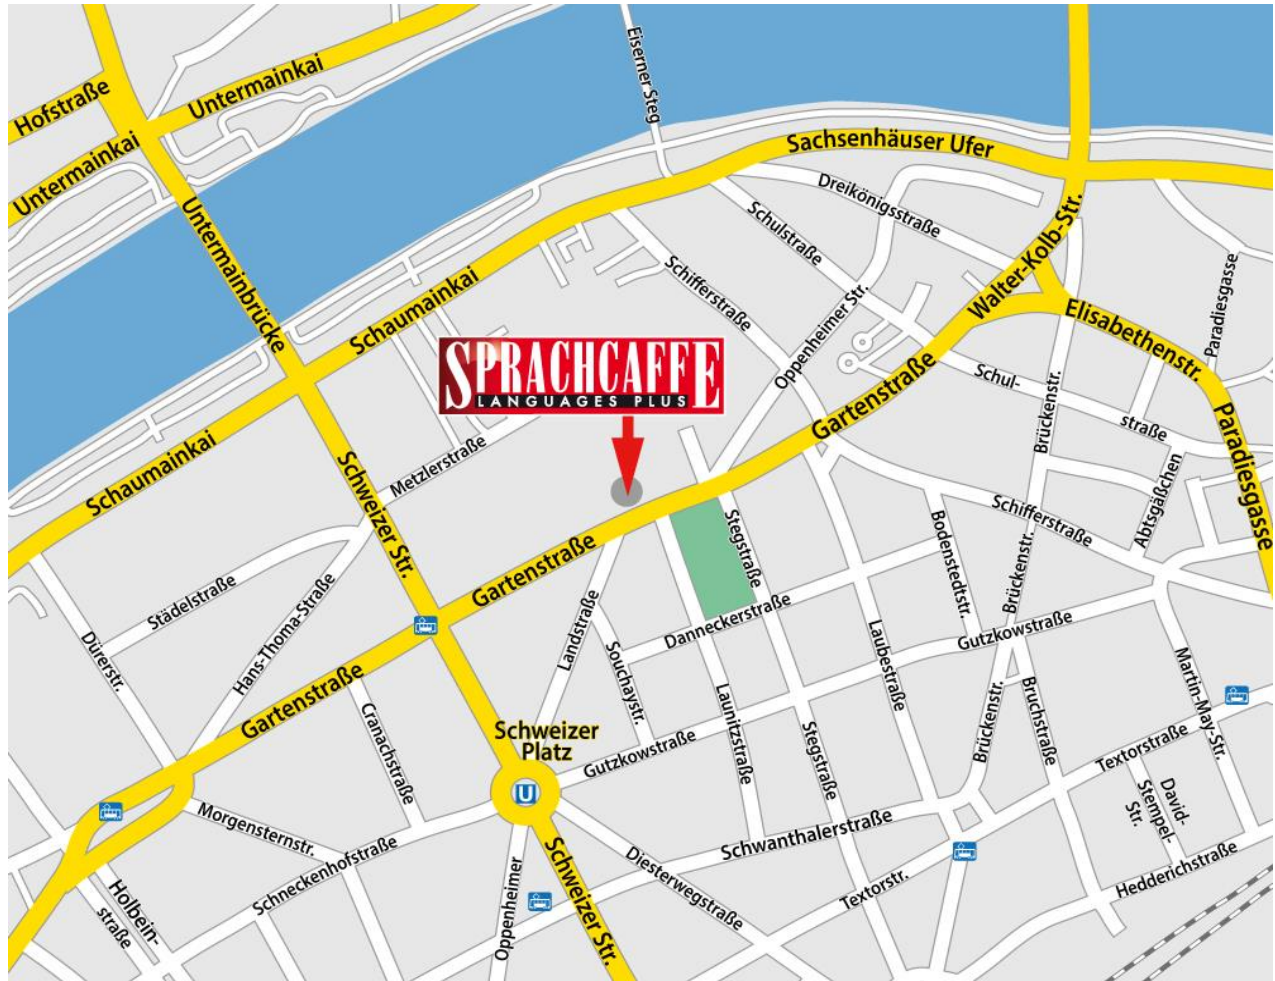 Eiserner Steg
Untermainkai
Hofstraße
Sachsenhäuser Ufer
Untermainkai
Dreikönigsstraße
Untermainbrücke
Schulstraße
Walter-Kolb-Str.
Schifferstraße
Paradiesgasse
Schaumainkai
Oppenheimer Str.
Elisabethenstr.
SPRACHCAFFE
LANGUAGES PLUS
Gartenstraße
Schul-
straße
Brückenstr.
Paradiesgasse
Schaumainkai
Metzlerstraße
Schweizer Str.
Abtsgäßchen
Schifferstraße
Stegstraße
Bodenstedtstr.
Gartenstraße
Brückenstr.
Städelstraße
Hans-Thoma-Straße
Landstraße
Danneckerstraße
Gutzkowstraße
Dürerstr.
Souchaystr.
Laubestraße
Martin-May-Str.
Gartenstraße
Cranachstraße
Launitzstraße
Brückenstr.
Bruchstraße
Schweizer
Platz
Gutzkowstraße
Stegstraße
Textorstraße
U
David-
Stempel-
Str.
Morgensternstr.
Schwanthalerstraße
Schneckenhofstraße
Diesterwegstraße
Hedderichstraße
Textorstr.
Holbein-
straße
Oppenheimer
Schweizer Str.